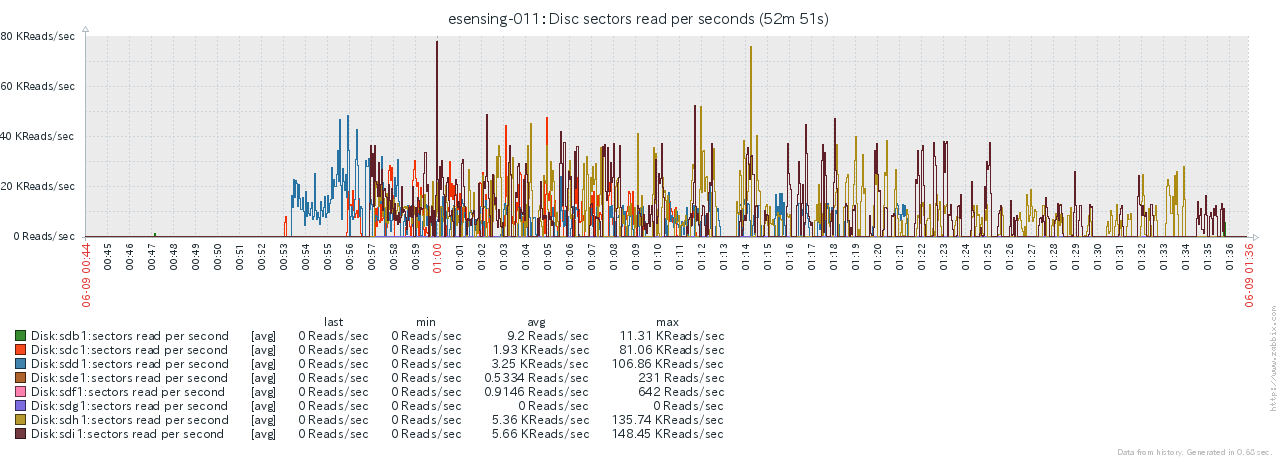 esensing-011: Disc sectors read per seconds (52m 51s)
80 KReads/sec
60 KReads/sec
40 KReads/sec
20 KReads/sec
0 Reads/sec
06-09 00:44 00:45 00:46 00:47 00:48 00:49 00:50 00:51 00:52 00:53 00:54 00:55 00:56 00:57 00:58 00:59 01:00 01:01 01:02 01:03 01:04 01:05 01:06 01:07 01:08 01:09 01:10 01:11 01:12 01:13 01:14 01:15 01:16 01:17 01:18 01:19 01:20 01:21 01:22 01:23 01:24 01:25 01:26 01:27 01:28 01:29 01:30 01:31 01:32 01:33 01:34 01:35 01:36 06-09 01:36
last min avg max
Disk:sdb1:sectors read per second [avg] 0 Reads/sec 0 Reads/sec 9.2 Reads/sec 11.31 KReads/sec
Disk:sdc1:sectors read per second [avg] 0 Reads/sec 0 Reads/sec 1.93 KReads/sec 81.06 KReads/sec
Disk:sdd1:sectors read per second [avg] 0 Reads/sec 0 Reads/sec 3.25 KReads/sec 106.86 KReads/sec
Disk:sde1:sectors read per second [avg] 0 Reads/sec 0 Reads/sec 0.5334 Reads/sec 231 Reads/sec
Disk:sdf1:sectors read per second [avg] 0 Reads/sec 0 Reads/sec 0.9146 Reads/sec 642 Reads/sec
Disk:sdg1:sectors read per second [avg] 0 Reads/sec 0 Reads/sec 0 Reads/sec 0 Reads/sec
Disk:sdh1:sectors read per second [avg] 0 Reads/sec 0 Reads/sec 5.36 KReads/sec 135.74 KReads/sec
Disk:sdi1:sectors read per second [avg] 0 Reads/sec 0 Reads/sec 5.66 KReads/sec 148.45 KReads/sec
http://www.zabbix.com
Data from history. Generated in 0.68 sec.